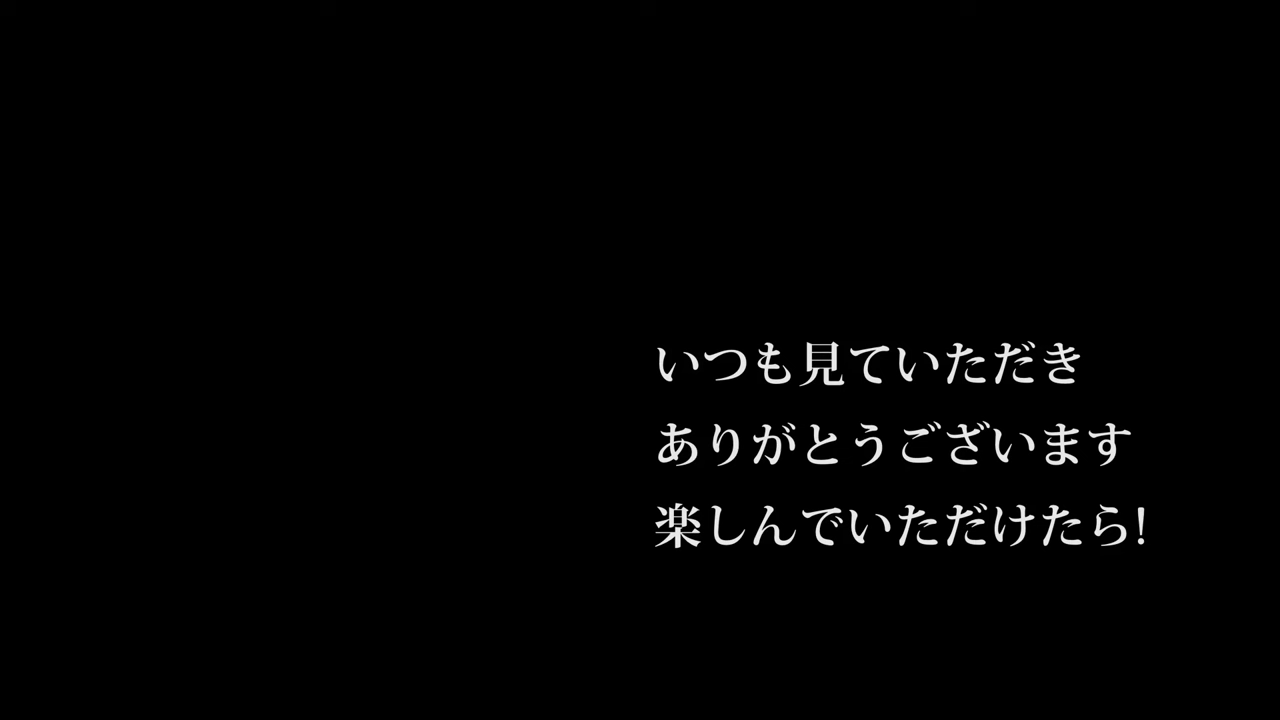 いつも見ていただき
ありがとうございます
楽しんでいただけたら!